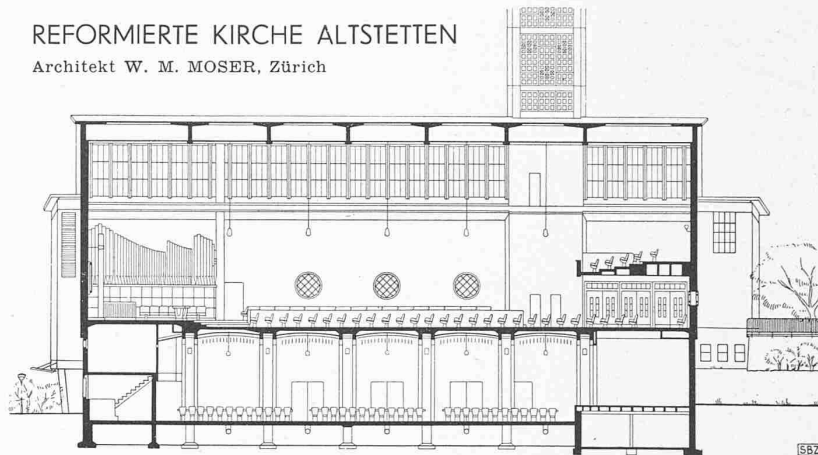 REFORMIERTE KIRCHE ALTSTETTEN
Architekt W. M. MOSER, Zürich
SBZ